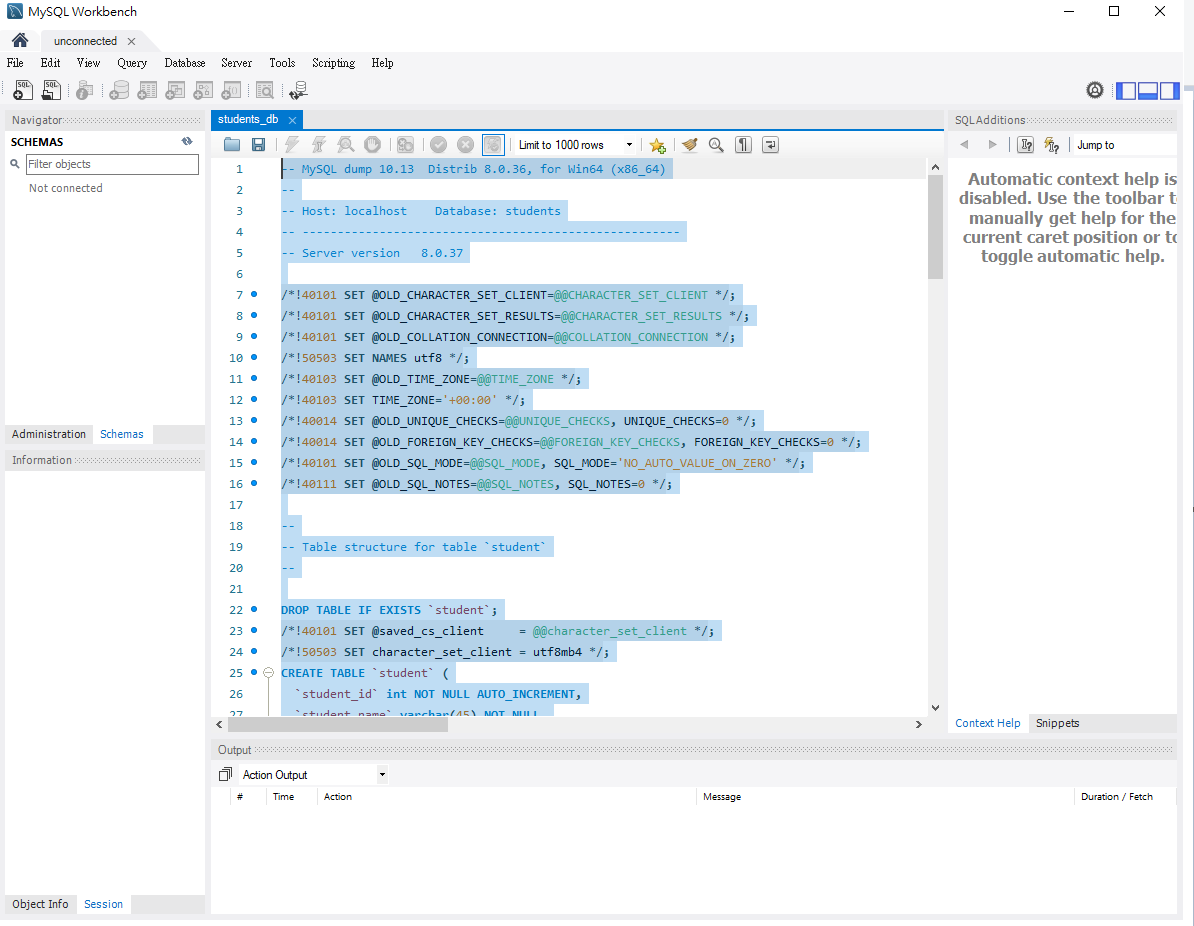 MySQL Workbench
unconnected
File Edit View Query Database Server Tools Scripting Help
Navigator
SCHEMAS
Filter objects
Not connected
Administration Schemas
Information
Object Info Session
students_db
Limit to 1000 rows
1 -- MySQL dump 10.13  Distrib 8.0.36, for Win64 (x86_64)
2 --
3 -- Host: localhost    Database: students
4 -- ------------------------------------------------------
5 -- Server version   8.0.37
6
7 /*!40101 SET @OLD_CHARACTER_SET_CLIENT=@@CHARACTER_SET_CLIENT */;
8 /*!40101 SET @OLD_CHARACTER_SET_RESULTS=@@CHARACTER_SET_RESULTS */;
9 /*!40101 SET @OLD_COLLATION_CONNECTION=@@COLLATION_CONNECTION */;
10 /*!50503 SET NAMES utf8 */;
11 /*!40103 SET @OLD_TIME_ZONE=@@TIME_ZONE */;
12 /*!40103 SET TIME_ZONE='+00:00' */;
13 /*!40014 SET @OLD_UNIQUE_CHECKS=@@UNIQUE_CHECKS, UNIQUE_CHECKS=0 */;
14 /*!40014 SET @OLD_FOREIGN_KEY_CHECKS=@@FOREIGN_KEY_CHECKS, FOREIGN_KEY_CHECKS=0 */;
15 /*!40101 SET @OLD_SQL_MODE=@@SQL_MODE, SQL_MODE='NO_AUTO_VALUE_ON_ZERO' */;
16 /*!40111 SET @OLD_SQL_NOTES=@@SQL_NOTES, SQL_NOTES=0 */;
17
18 --
19 -- Table structure for table `student`
20 --
21
22 DROP TABLE IF EXISTS `student`;
23 /*!40101 SET @saved_cs_client     = @@character_set_client */;
24 /*!50503 SET character_set_client = utf8mb4 */;
25 CREATE TABLE `student` (
26   `student_id` int NOT NULL AUTO_INCREMENT,
27   `student_name` varchar(45) NOT NULL
SQLAdditions
Jump to
Automatic context help is
disabled. Use the toolbar t
manually get help for the
current caret position or to
toggle automatic help.
Context Help Snippets
Output
Action Output
# Time Action Message Duration / Fetch